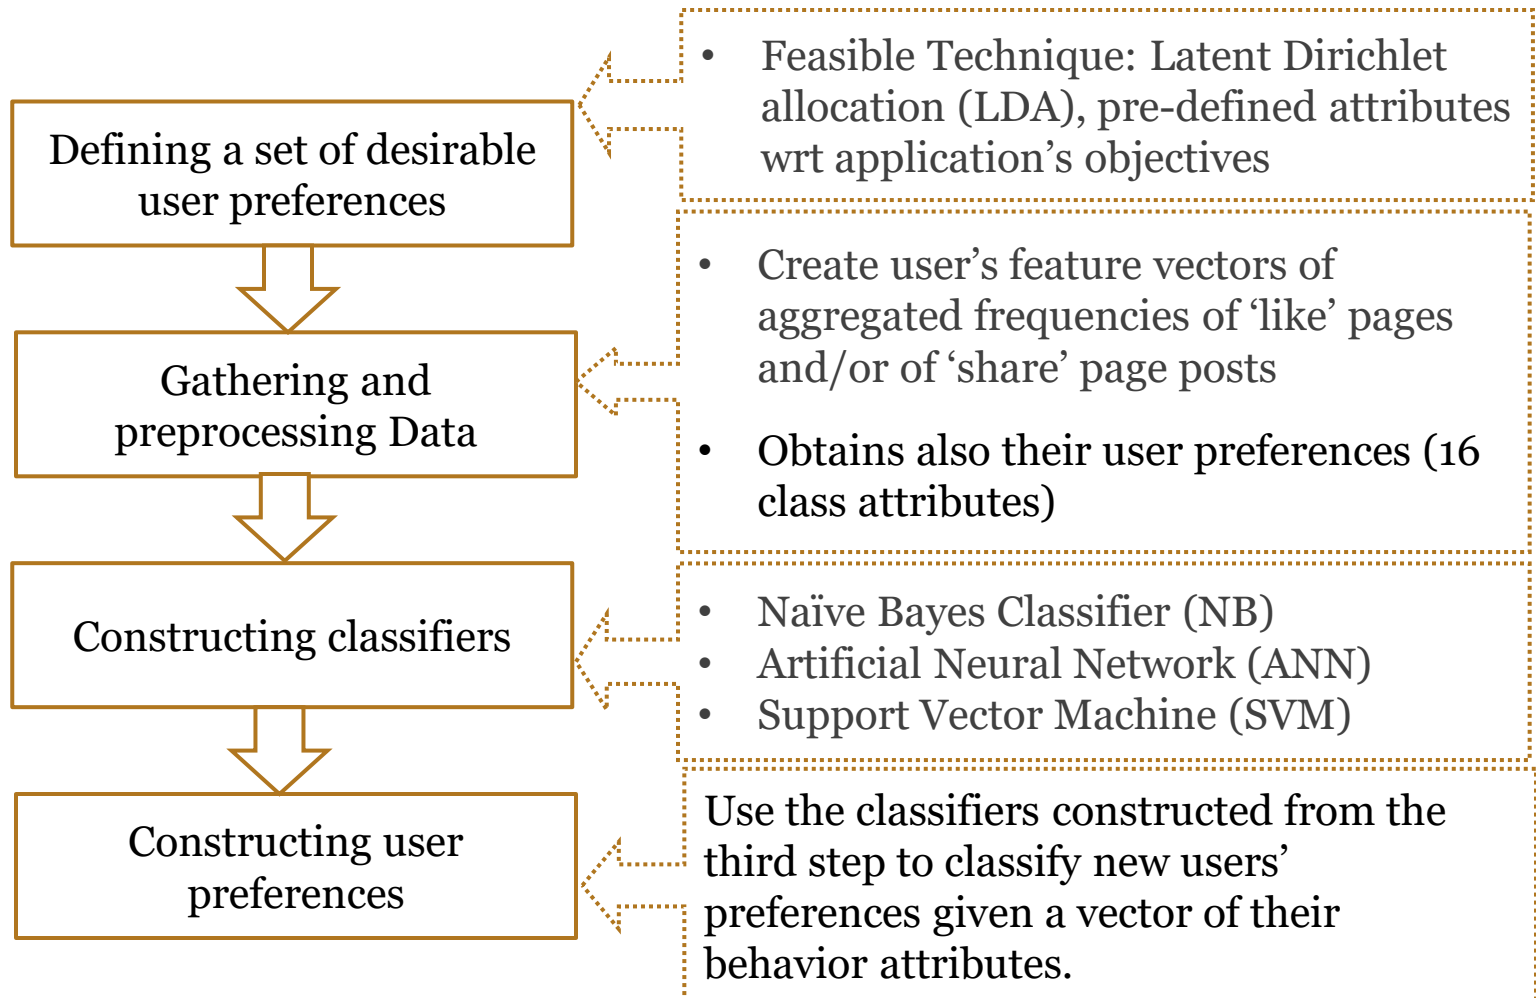 Defining a set of desirable
user preferences
• Feasible Technique: Latent Dirichlet
allocation (LDA), pre-defined attributes
wrt application’s objectives
Gathering and
preprocessing Data
• Create user’s feature vectors of
aggregated frequencies of ‘like’ pages
and/or of ‘share’ page posts
• Obtains also their user preferences (16
class attributes)
Constructing classifiers
• Naïve Bayes Classifier (NB)
• Artificial Neural Network (ANN)
• Support Vector Machine (SVM)
Constructing user
preferences
Use the classifiers constructed from the
third step to classify new users’
preferences given a vector of their
behavior attributes.